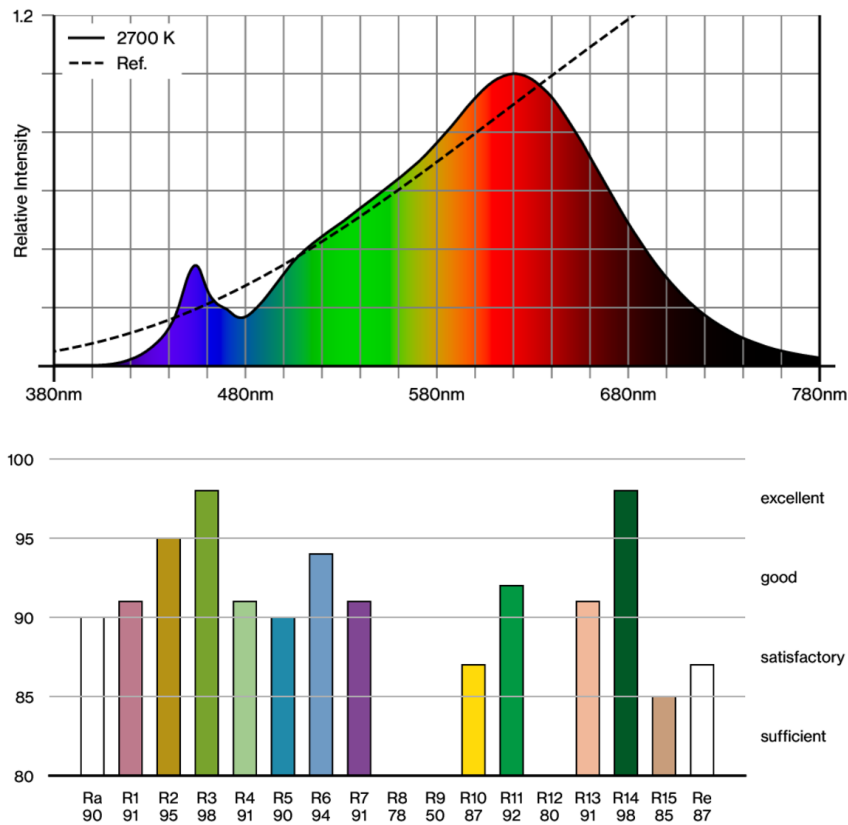 1.2
2700 K
Ref.
Relative Intensity
380nm 480nm 580nm 680nm 780nm
100
excellent
95
good
90
satisfactory
85
sufficient
80
Ra R1 R2 R3 R4 R5 R6 R7 R8 R9 R10 R11 R12 R13 R14 R15 Re
90 91 95 98 91 90 94 91 78 50 87 92 80 91 98 85 87